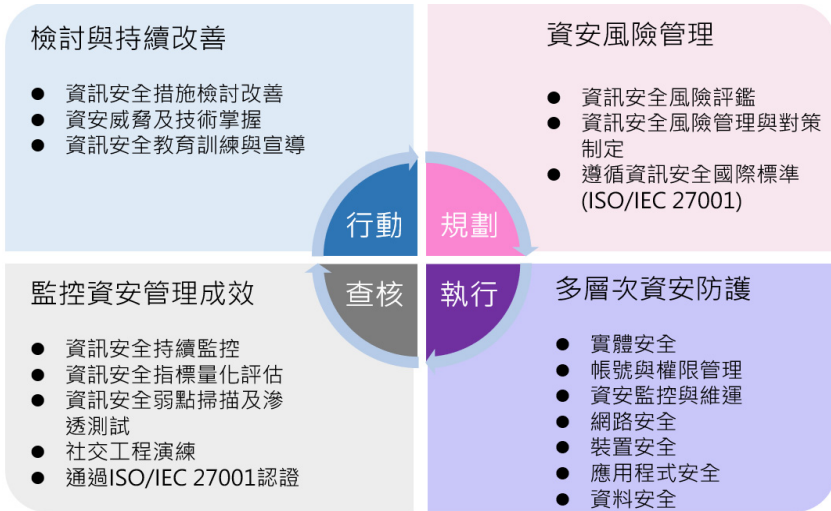 檢討與持續改善
● 資訊安全措施檢討改善
● 資安威脅及技術掌握
● 資訊安全教育訓練與宣導
資安風險管理
● 資訊安全風險評鑑
● 資訊安全風險管理與對策
制定
● 遵循資訊安全國際標準
(ISO/IEC 27001)
行動
規劃
查核
執行
監控資安管理成效
● 資訊安全持續監控
● 資訊安全指標量化評估
● 資訊安全弱點掃描及滲
透測試
● 社交工程演練
● 通過ISO/IEC 27001認證
多層次資安防護
● 實體安全
● 帳號與權限管理
● 資安監控與維運
● 網路安全
● 裝置安全
● 應用程式安全
● 資料安全